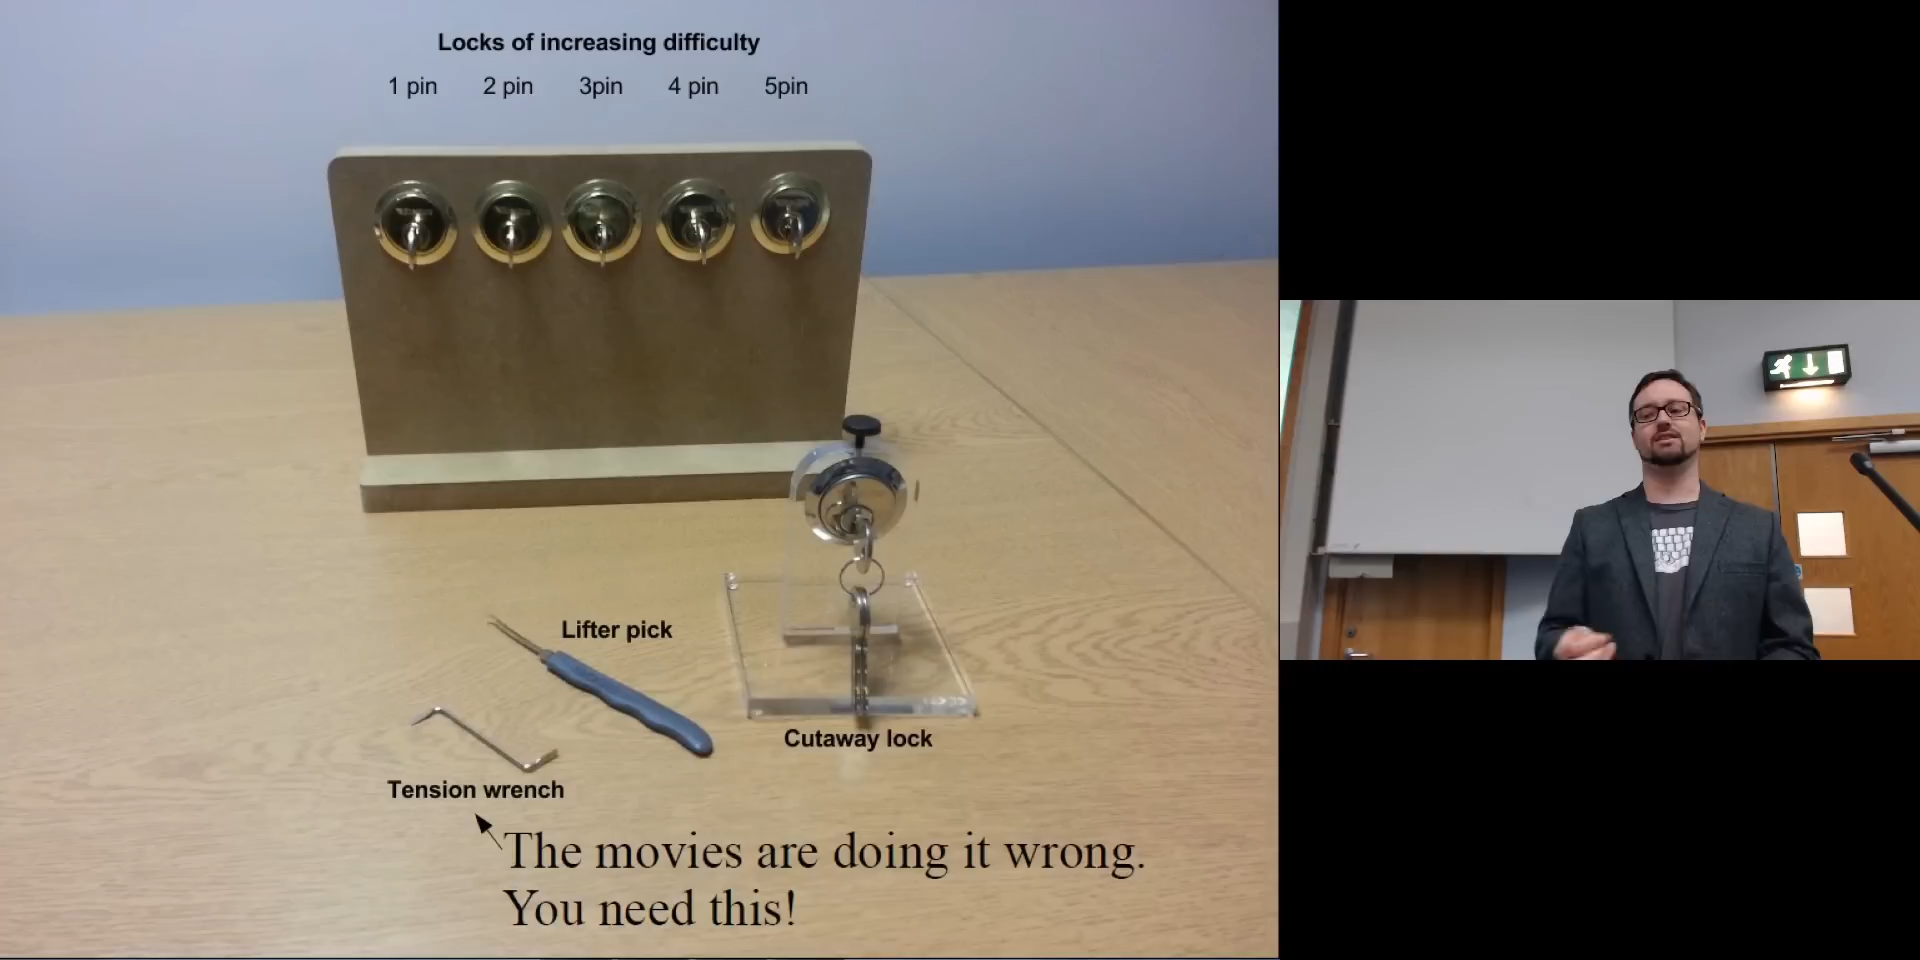 Locks of increasing difficulty
1 pin 2 pin 3pin 4 pin 5pin
Lifter pick
Cutaway lock
Tension wrench
The movies are doing it wrong.
You need this!